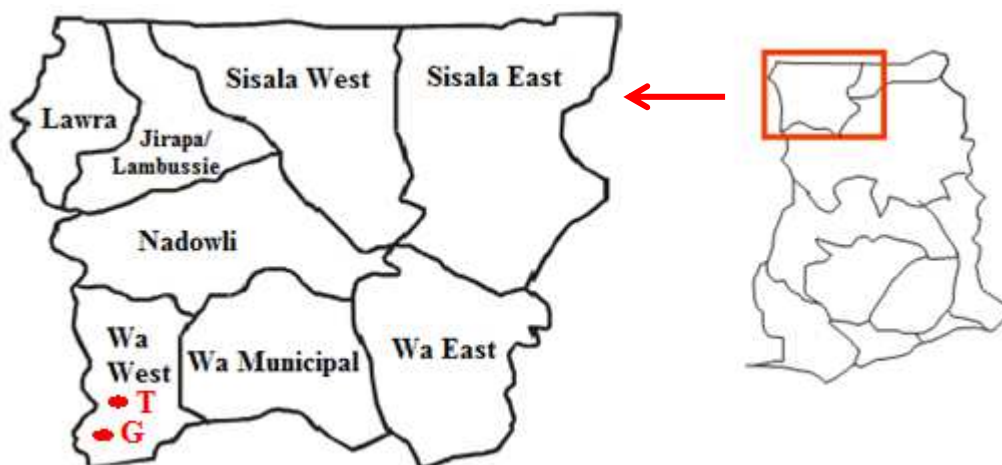 Sisala West
Sisala East
Lawra
Jirapa/
Lambussie
Nadowli
Wa
West
Wa Municipal
Wa East
T
G